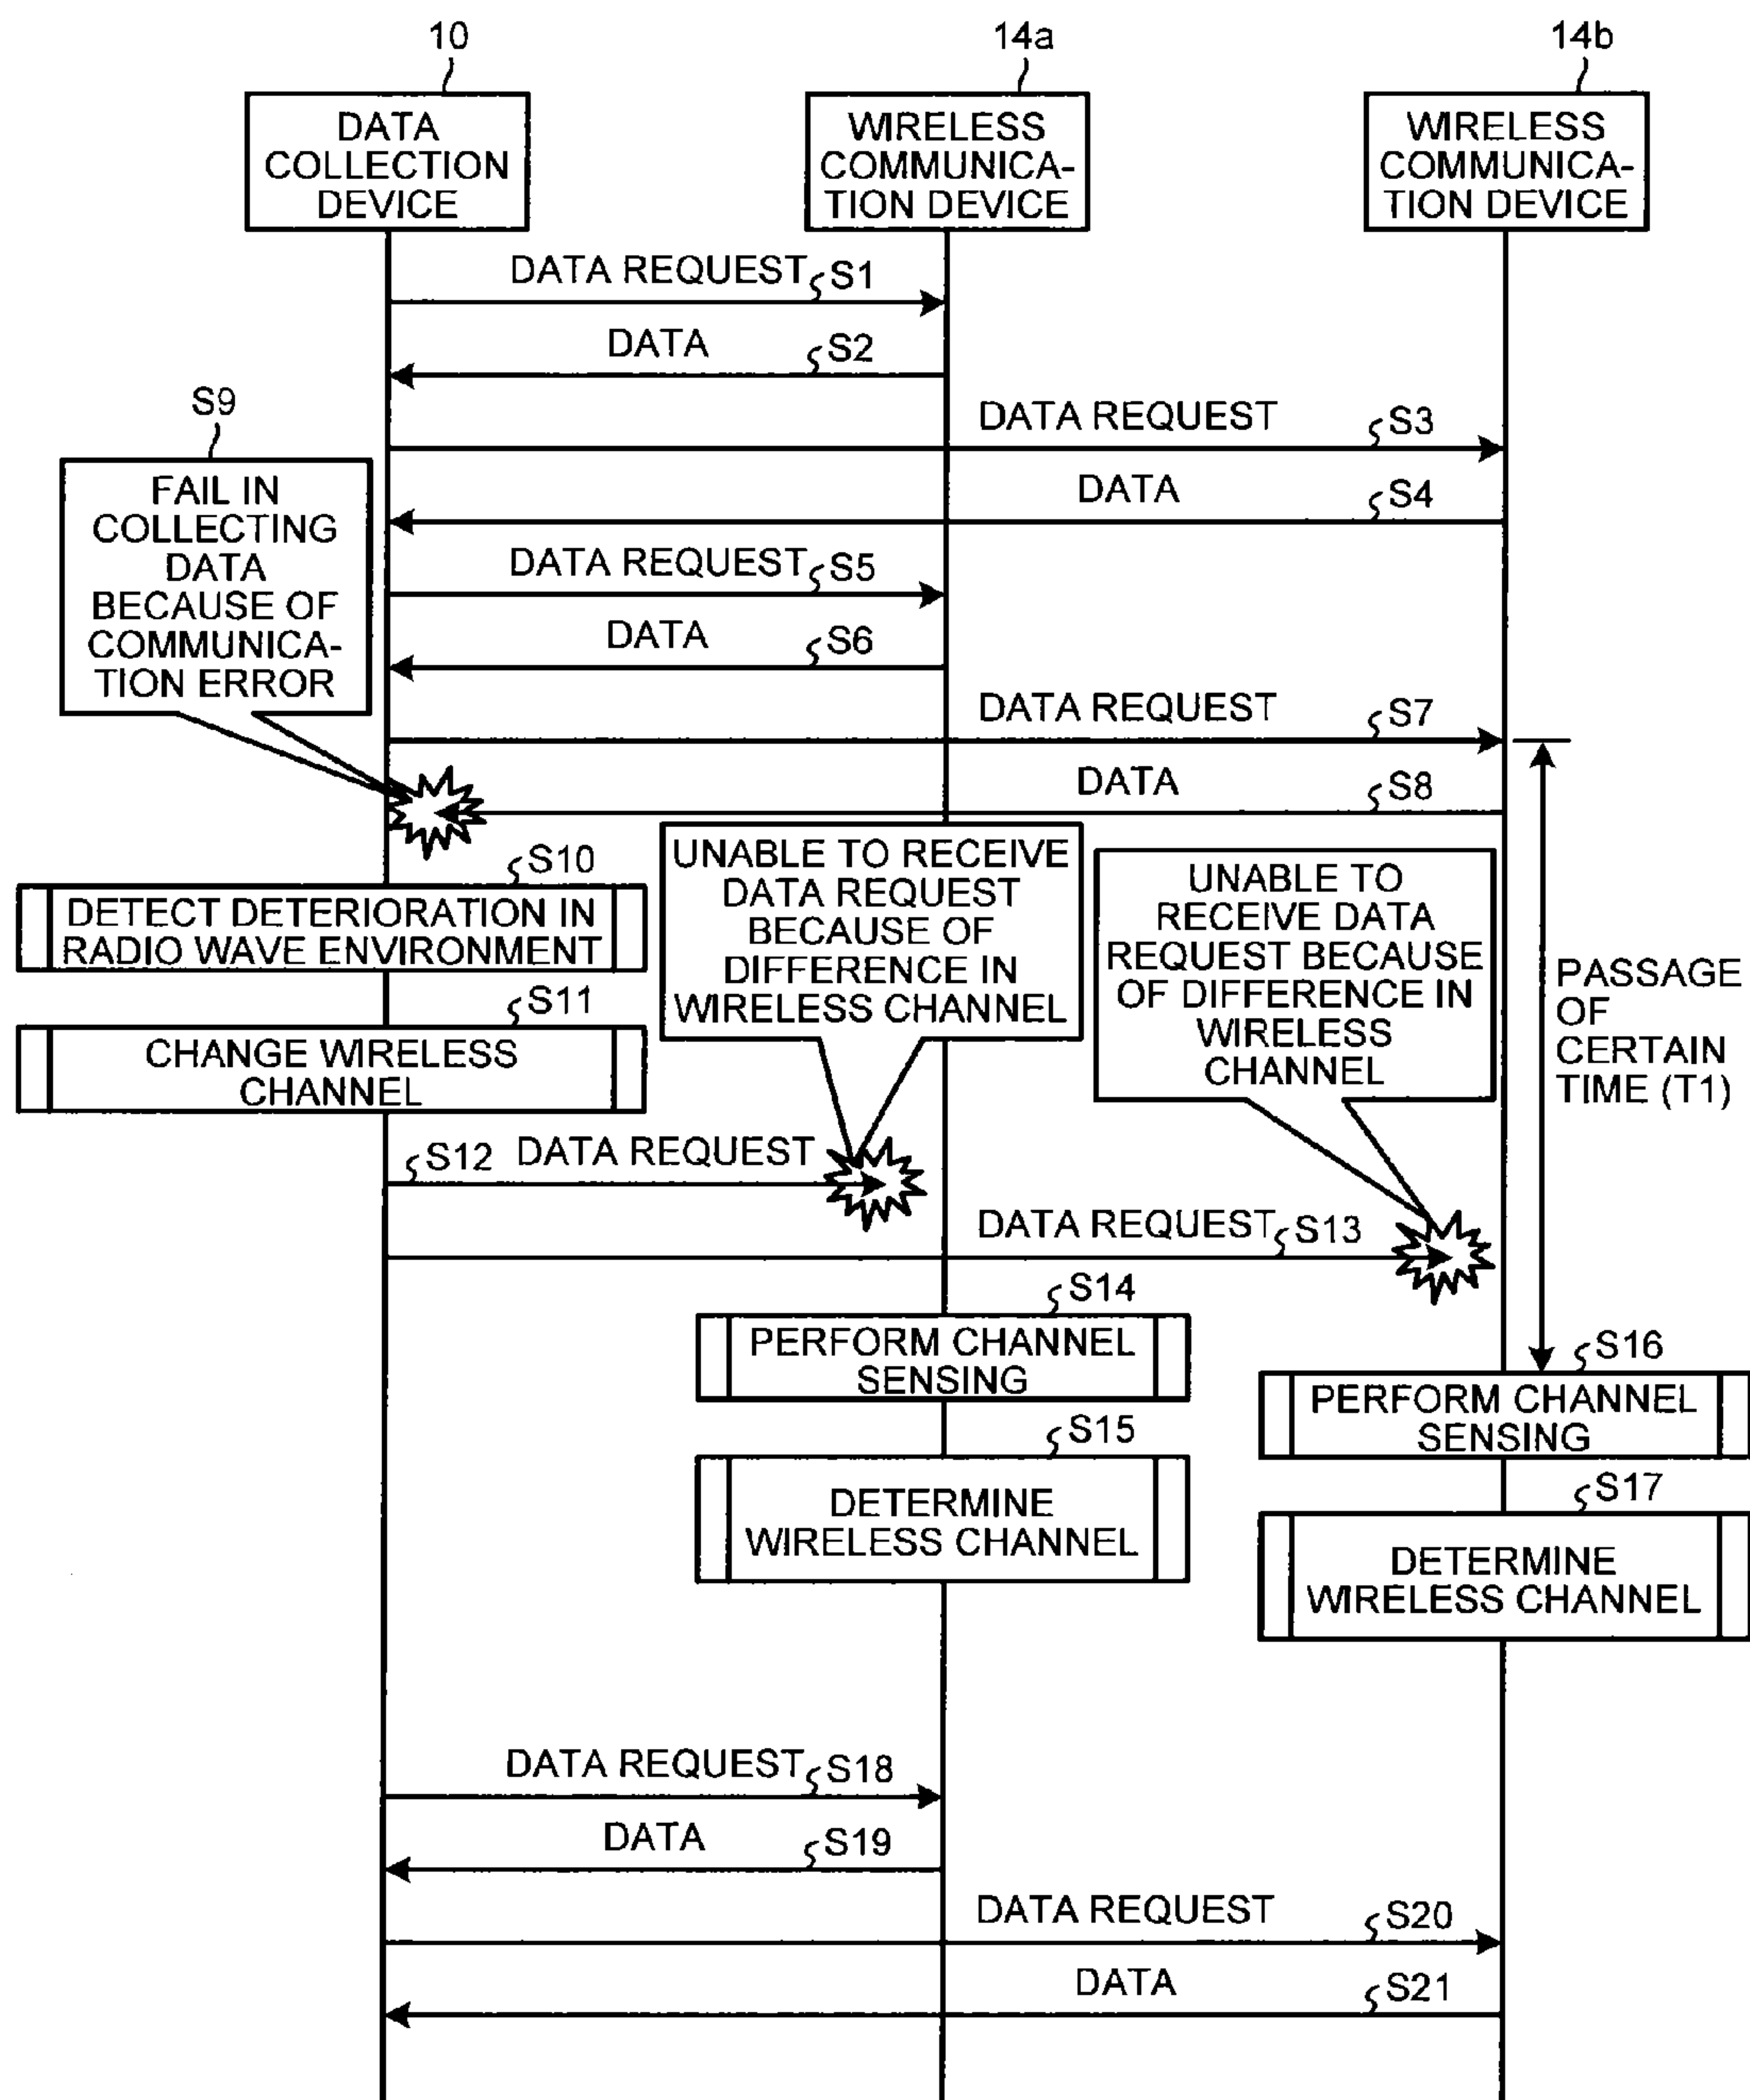 10
14a
14b
DATA
COLLECTION
DEVICE
WIRELESS
COMMUNICA-
TION DEVICE
WIRELESS
COMMUNICA-
TION DEVICE
DATA REQUEST
S1
DATA
S2
S9
DATA REQUEST
S3
FAIL IN
COLLECTING
DATA
BECAUSE OF
COMMUNICA-
TION ERROR
DATA
S4
DATA REQUEST
S5
DATA
S6
DATA REQUEST
S7
DATA
S8
S10
DETECT DETERIORATION IN
RADIO WAVE ENVIRONMENT
UNABLE TO RECEIVE
DATA REQUEST
BECAUSE OF
DIFFERENCE IN
WIRELESS CHANNEL
UNABLE TO
RECEIVE DATA
REQUEST BECAUSE
OF DIFFERENCE IN
WIRELESS
CHANNEL
PASSAGE
OF
CERTAIN
TIME (T1)
S11
CHANGE WIRELESS
CHANNEL
S12
DATA REQUEST
DATA REQUEST
S13
S14
PERFORM CHANNEL
SENSING
S16
PERFORM CHANNEL
SENSING
S15
DETERMINE
WIRELESS CHANNEL
S17
DETERMINE
WIRELESS CHANNEL
DATA REQUEST
S18
DATA
S19
DATA REQUEST
S20
DATA
S21